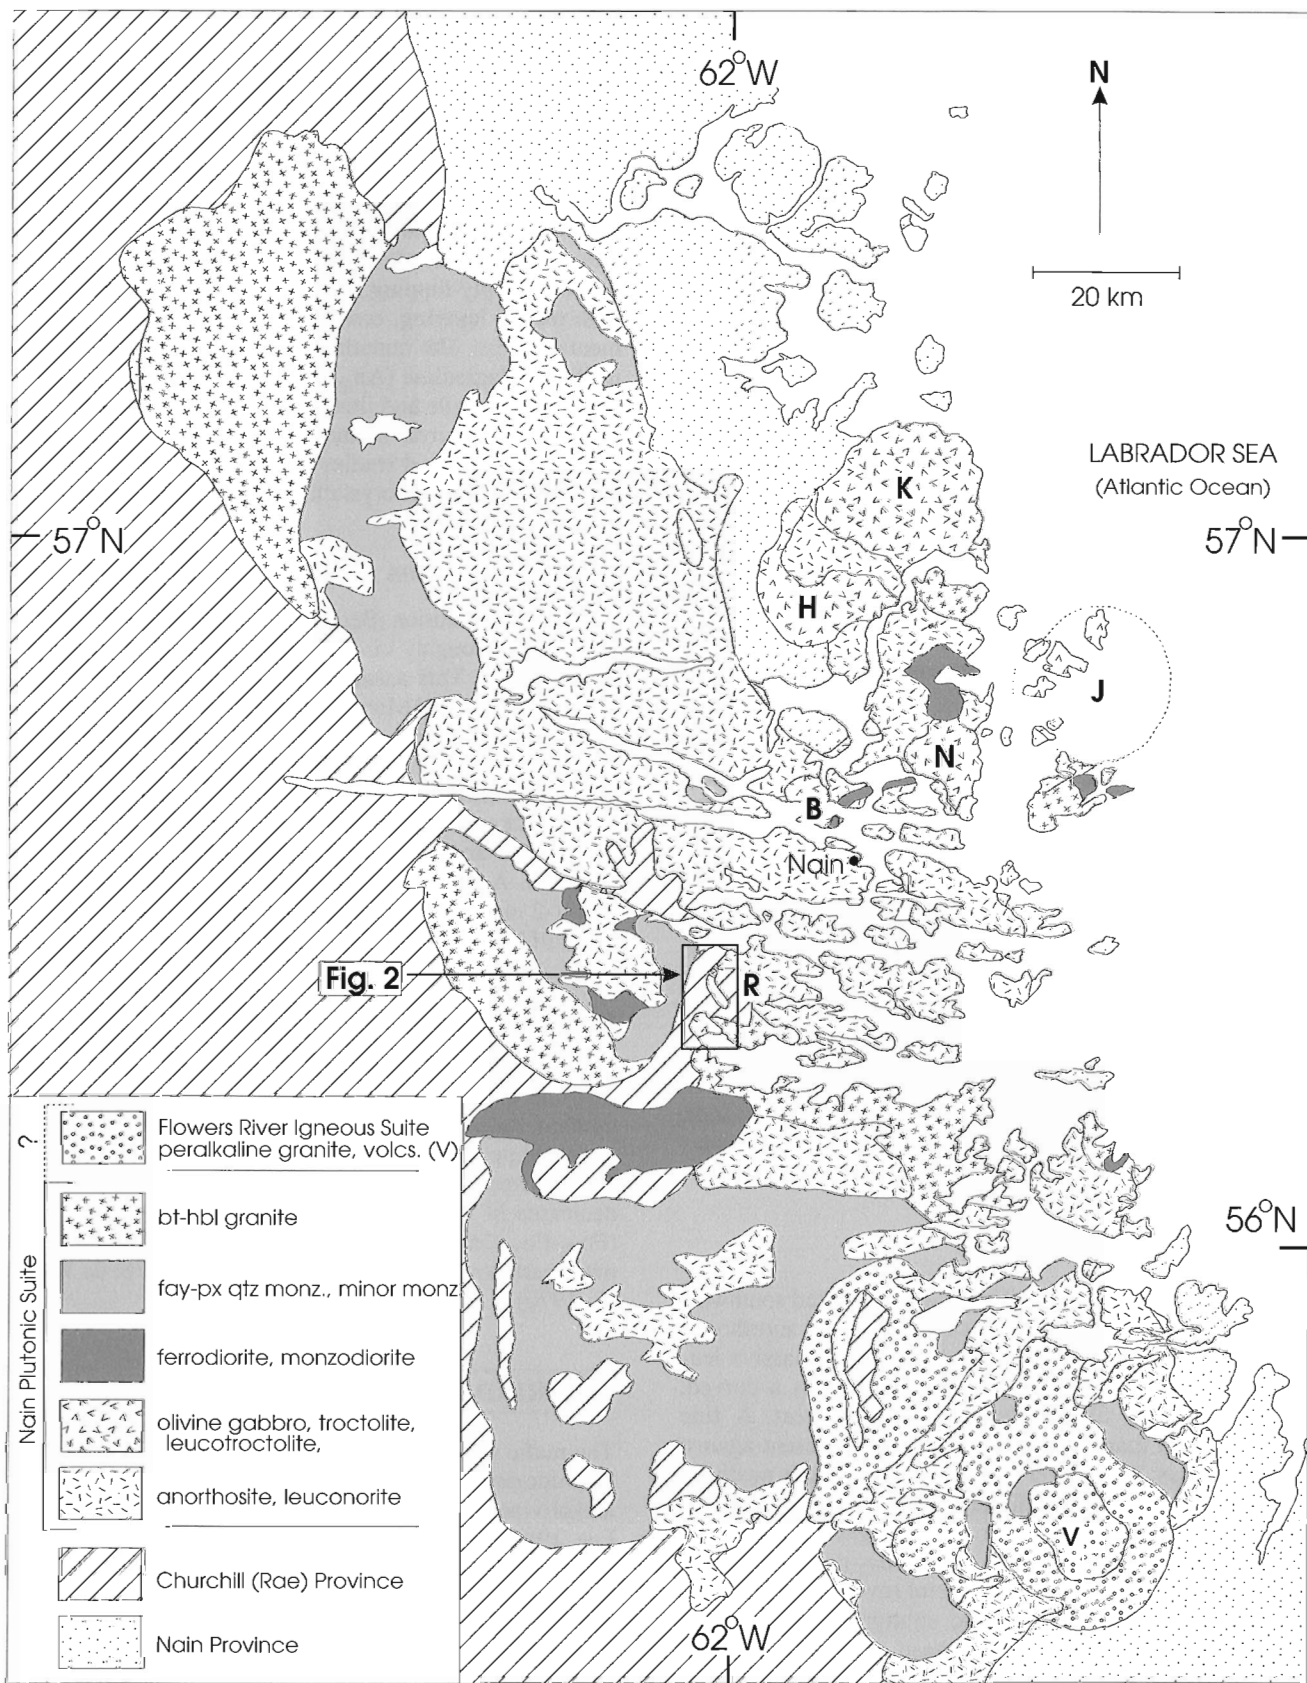 62°W
N
20 km
LABRADOR SEA
(Atlantic Ocean)
K
57°N
57°N
H
J
N
B
Nain
Fig. 2
R
?
Flowers River Igneous Suite
peralkaline granite, volcs. (V)
Nain Plutonic Suite
bt-hbl granite
fay-px qtz monz., minor monz
ferrodiorite, monzodiorite
olivine gabbro, troctolite,
leucotroctolite,
anorthosite, leuconorite
Churchill (Rae) Province
Nain Province
56°N
V
62°W